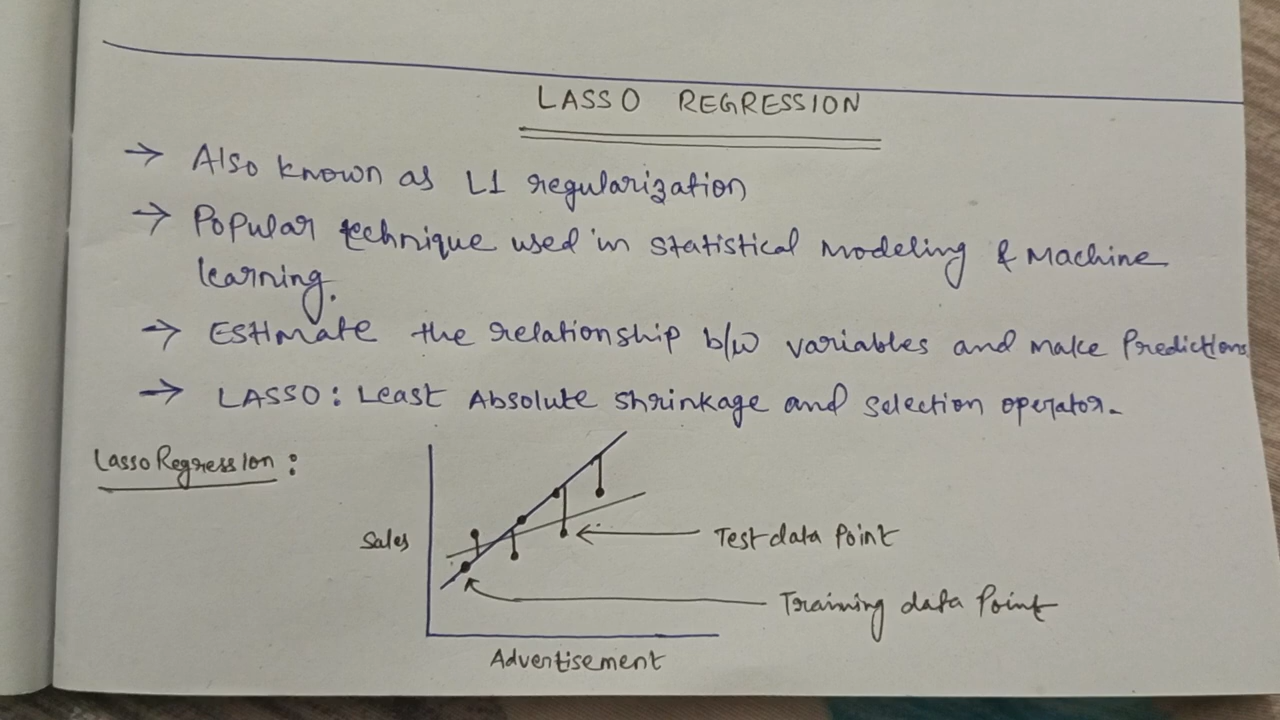 LASSO REGRESSION
→ Also known as L1 regularization
→ Popular technique used in statistical modeling & Machine
learning.
→ Estimate the relationship b/w variables and make Predictions
→ LASSO: Least Absolute shrinkage and selection operator.
Lasso Regression:
Sales
Test data Point
Training data Point
Advertisement